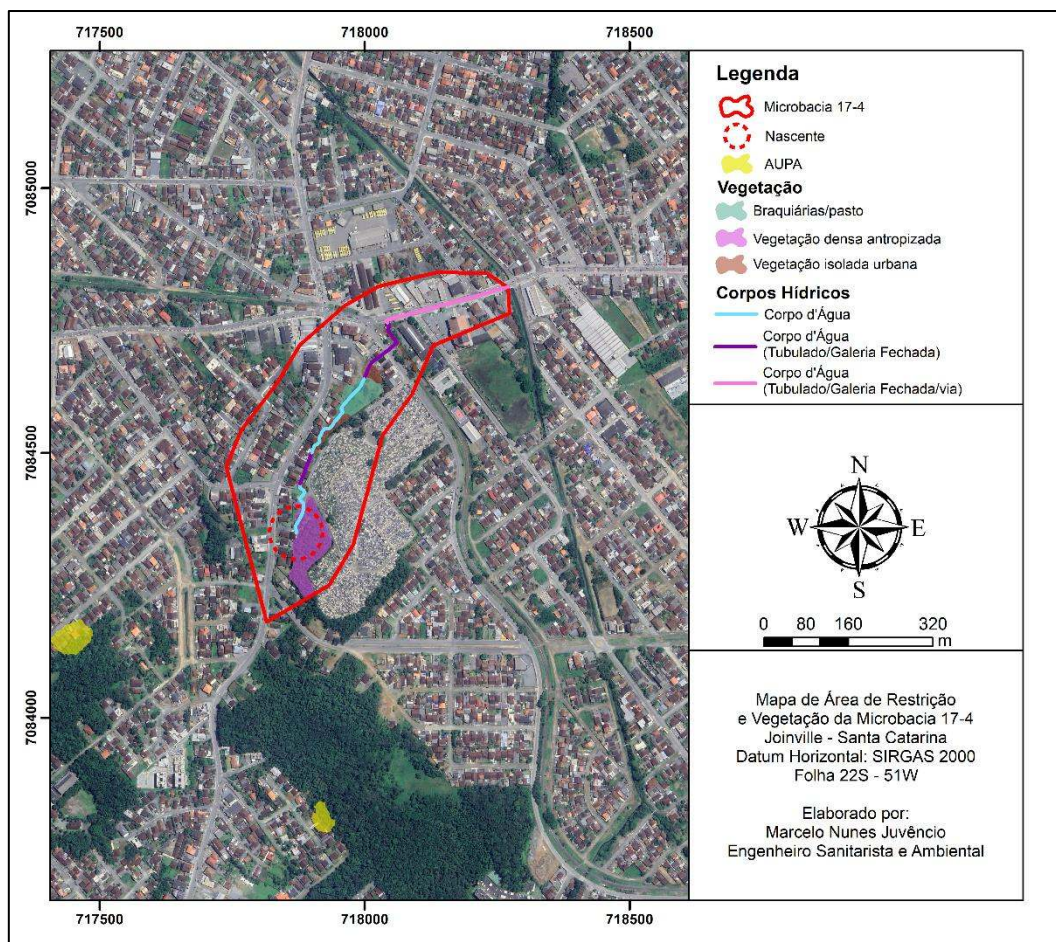 717500 718000 718500
7085000
7084500
7084000
717500 718000 718500
Legenda
Microbacia 17-4
Nascente
AUPA
Vegetação
Braquiárias/pasto
Vegetação densa antropizada
Vegetação isolada urbana
Corpos Hídricos
Corpo d'Água
Corpo d'Água
(Tubulado/Galeria Fechada)
Corpo d'Água
(Tubulado/Galeria Fechada/via)
N
W E
S
0 80 160 320
m
Mapa de Área de Restrição
e Vegetação da Microbacia 17-4
Joinville - Santa Catarina
Datum Horizontal: SIRGAS 2000
Folha 22S - 51W
Elaborado por:
Marcelo Nunes Juvêncio
Engenheiro Sanitarista e Ambiental